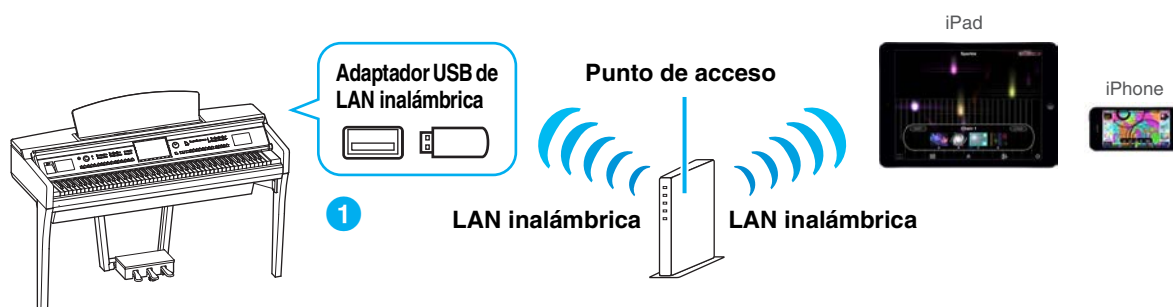 iPad
Adaptador USB de
LAN inalámbrica
Punto de acceso
iPhone
1
LAN inalámbrica
LAN inalámbrica